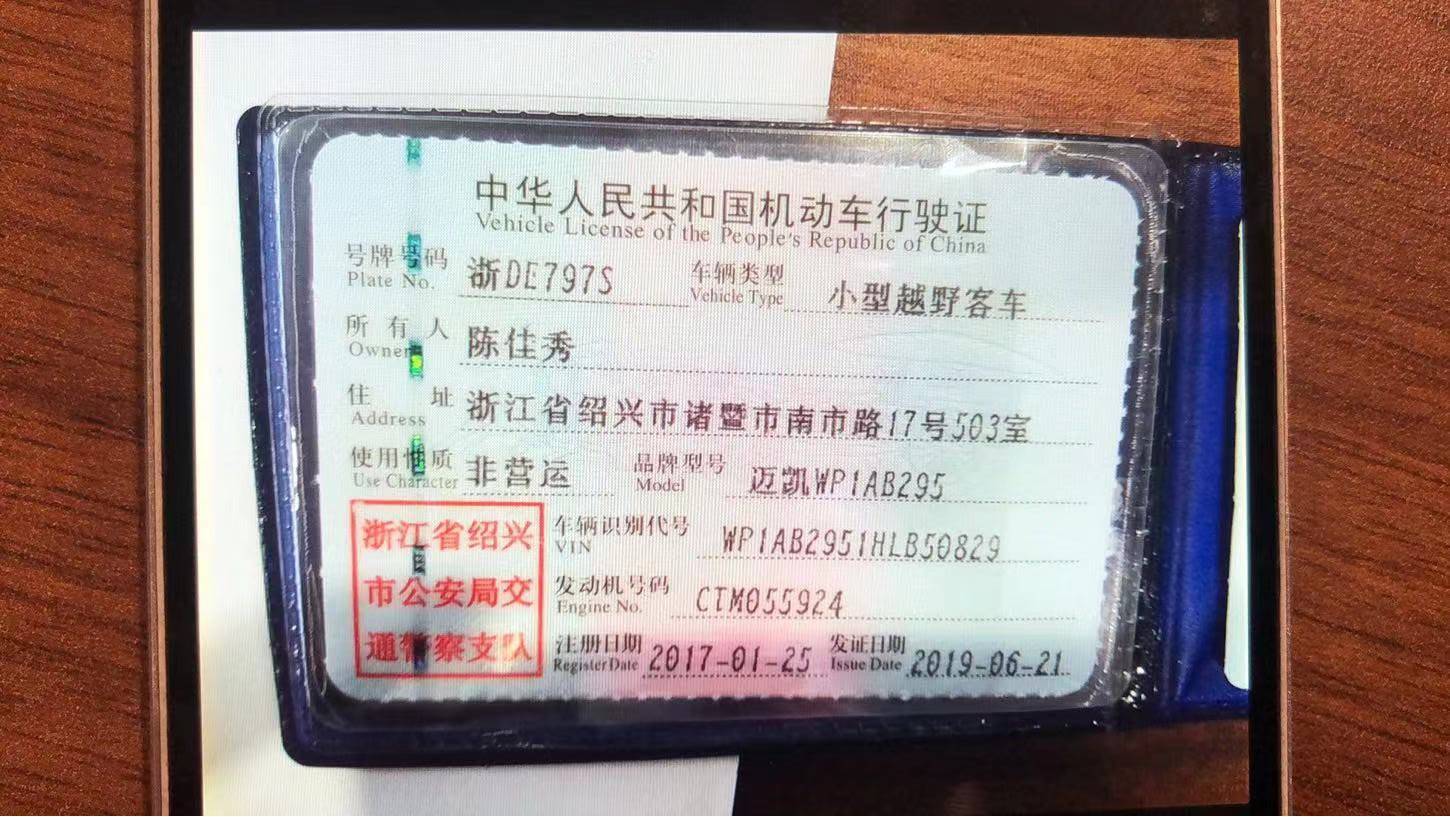 中华人民共和国机动车行驶证
Vehicle License of the People's Republic of China
号牌号码 浙DE797S 车辆类型 小型越野客车
Plate No. Vehicle Type
所有人 陈佳秀
Owner
住址 浙江省绍兴市诸暨市南市路17号503室
Address
使用性质 非营运 品牌型号 迈凯WP1AB295
Use Character Model
浙江省绍兴
市公安局交
通警察支队
车辆识别代号 WP1AB2951HLB50829
VIN
发动机号码 CTM055924
Engine No.
注册日期 2017-01-25 发证日期 2019-06-21
Register Date Issue Date